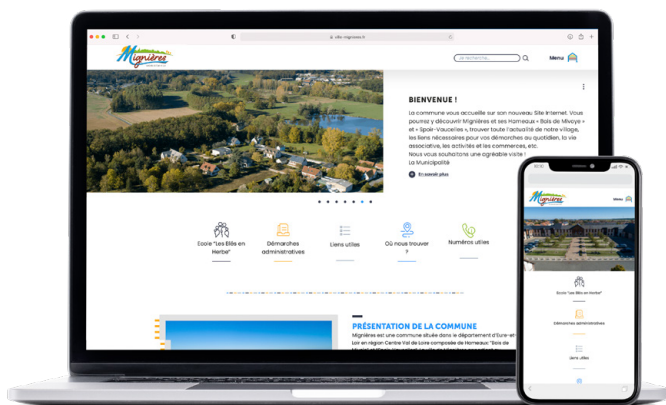 ville-mignieres.fr
Mignières
Je recherche...
Menu
BIENVENUE !
La commune vous accueille sur son nouveau Site Internet. Vous
pourrez y découvrir Mignières et ses Hameaux « Bois de Mivoye »
et « Spoir-Vaucelles », trouver toute l'actualité de notre village,
les liens nécessaires pour vos démarches au quotidien, la vie
associative, les activités et les commerces, etc.
Nous vous souhaitons une agréable visite !
La Municipalité
En savoir plus
Ecole "Les Blés en
Herbe"
Démarches
administratives
Liens utiles
Où nous trouver
?
Numéros utiles
PRÉSENTATION DE LA COMMUNE
Mignières est une commune située dans le département d'Eure-et-
Loir en région Centre Val de Loire composée de Hameaux: "Bois de
Mignières
Menu
Ecole "Les Blés en Herbe"
Démarches administratives
Liens utiles